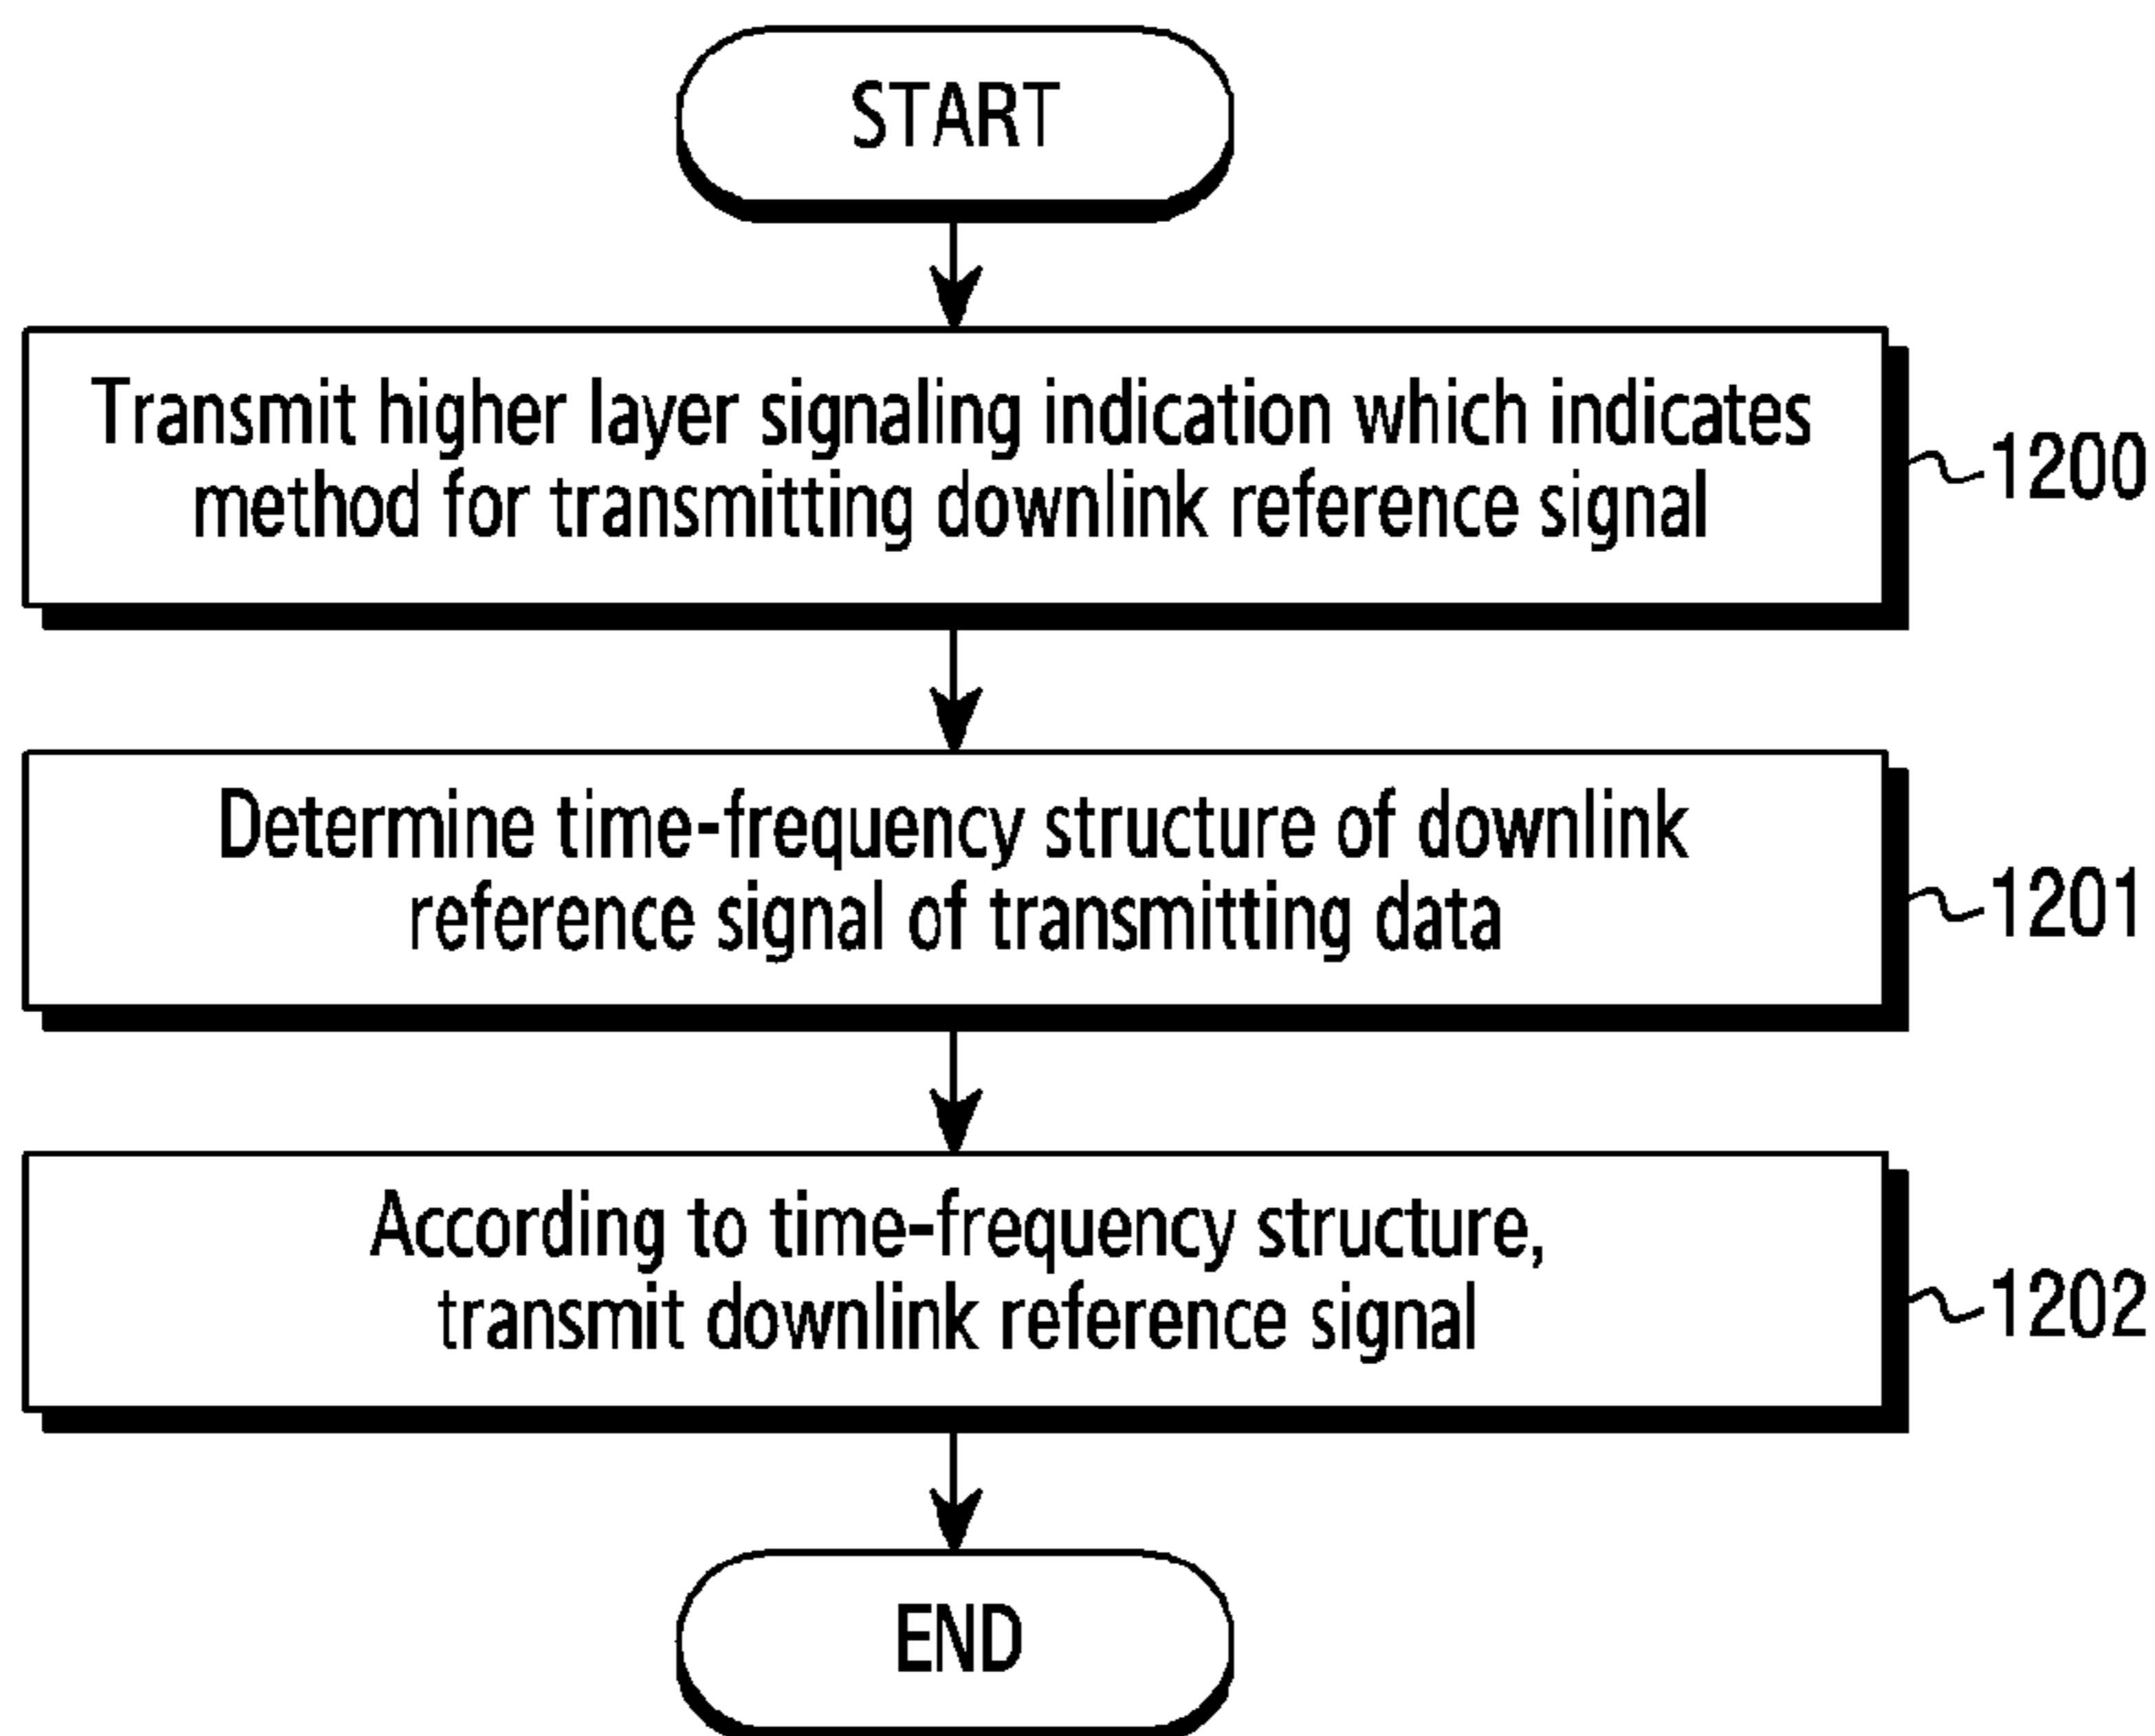 START
Transmit higher layer signaling indication which indicates
method for transmitting downlink reference signal
1200
Determine time-frequency structure of downlink
reference signal of transmitting data
1201
According to time-frequency structure,
transmit downlink reference signal
1202
END